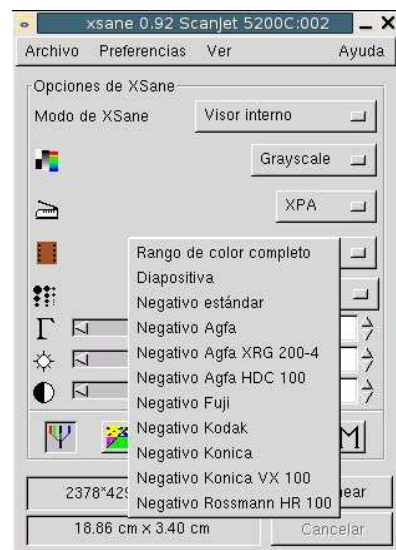 xsane 0.92 ScanJet 5200C:002
Archivo Preferencias Ver Ayuda
Opciones de XSane
Modo de XSane Visor interno
Grayscale
XPA
Rango de color completo
Diapositiva
Negativo estándar
Negativo Agfa
Negativo Agfa XRG 200-4
Negativo Agfa HDC 100
Negativo Fuji
Negativo Kodak
Negativo Konica
Negativo Konica VX 100
Negativo Rossmann HR 100
M
2378*429
18.86 cm x 3.40 cm Cancelar